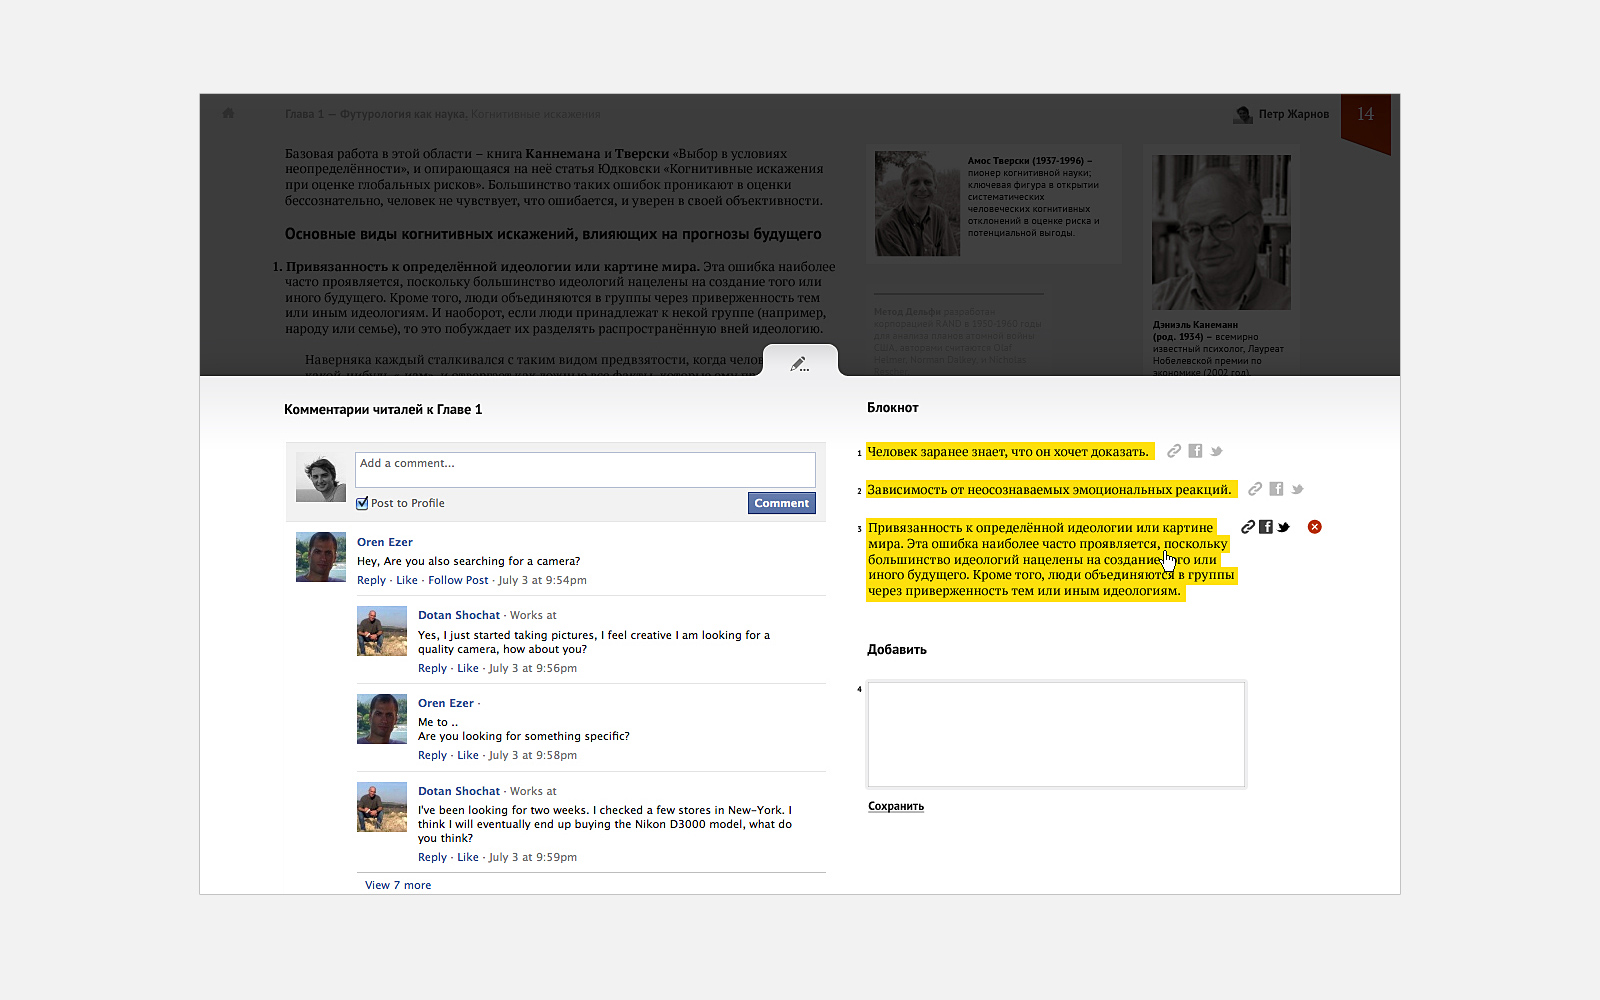 Глава 1 — Футурология как наука. Когнитивные искажения
Петр Жарнов
14
Базовая работа в этой области – книга Каннемана и Тверски «Выбор в условиях
неопределённости», и опирающаяся на неё статья Юдковски «Когнитивные искажения
при оценке глобальных рисков». Большинство таких ошибок проникают в оценки
бессознательно, человек не чувствует, что ошибается, и уверен в своей объективности.
Основные виды когнитивных искажений, влияющих на прогнозы будущего
1. Привязанность к определённой идеологии или картине мира. Эта ошибка наиболее
часто проявляется, поскольку большинство идеологий нацелены на создание того или
иного будущего. Кроме того, люди объединяются в группы через приверженность тем
или иным идеологиям. И наоборот, если люди принадлежат к некой группе (например,
народу или семье), то это побуждает их разделять распространённую вней идеологию.
Наверняка каждый сталкивался с таким видом предвзятости, когда
Амос Тверски (1937-1996) –
пионер когнитивной науки;
ключевая фигура в открытии
систематических
человеческих когнитивных
отклонений в оценке риска и
потенциальной выгоды.
Метод Дельфи разработан
корпорацией RAND в 1950-1960 годы
США, авторами считаются Olaf
Helmer, Norman Dalkey, и Nicholas
Дэниэль Канеманн
(род. 1934) – всемирно
известный психолог, Лауреат
Нобелевской премии по
экономике (2002 год),
Комментарии читалей к Главе 1
Add a comment...
Post to Profile
Comment
Oren Ezer
Hey, Are you also searching for a camera?
Reply · Like · Follow Post · July 3 at 9:54pm
Dotan Shochat · Works at
Yes, I just started taking pictures, I feel creative I am looking for a
quality camera, how about you?
Reply · Like · July 3 at 9:56pm
Oren Ezer ·
Me to ..
Are you looking for something specific?
Reply · Like · July 3 at 9:58pm
Dotan Shochat · Works at
I've been looking for two weeks. I checked a few stores in New-York. I
think I will eventually end up buying the Nikon D3000 model, what do
you think?
Reply · Like · July 3 at 9:59pm
View 7 more
Блокнот
1 Человек заранее знает, что он хочет доказать.
2 Зависимость от неосознаваемых эмоциональных реакций.
3 Привязанность к определённой идеологии или картине
мира. Эта ошибка наиболее часто проявляется, поскольку
большинство идеологий нацелены на создание того или
иного будущего. Кроме того, люди объединяются в группы
через приверженность тем или иным идеологиям.
Добавить
4
Сохранить